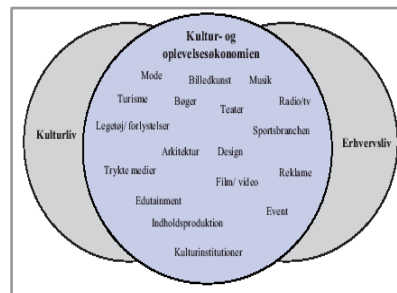 Kultur- og
oplevelsesøkonomien
Mode
Billedkunst
Musik
Turisme
Bøger
Teater
Radio/tv
Legetøj/ forlystelser
Sportsbranchen
Kulturliv
Arkitektur
Design
Erhvervsliv
Trykte medier
Film/ video
Reklame
Edutainment
Event
Indholdsproduktion
Kulturinstitutioner